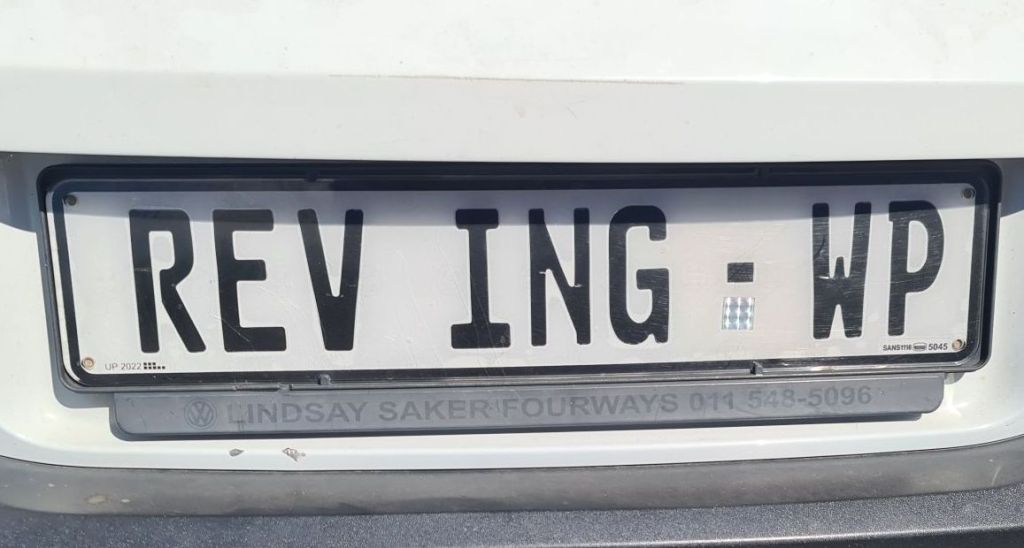 REV ING WP
UP 2022
SANS1116 5045
LINDSAY SAKER FOURWAYS 011 548-5096